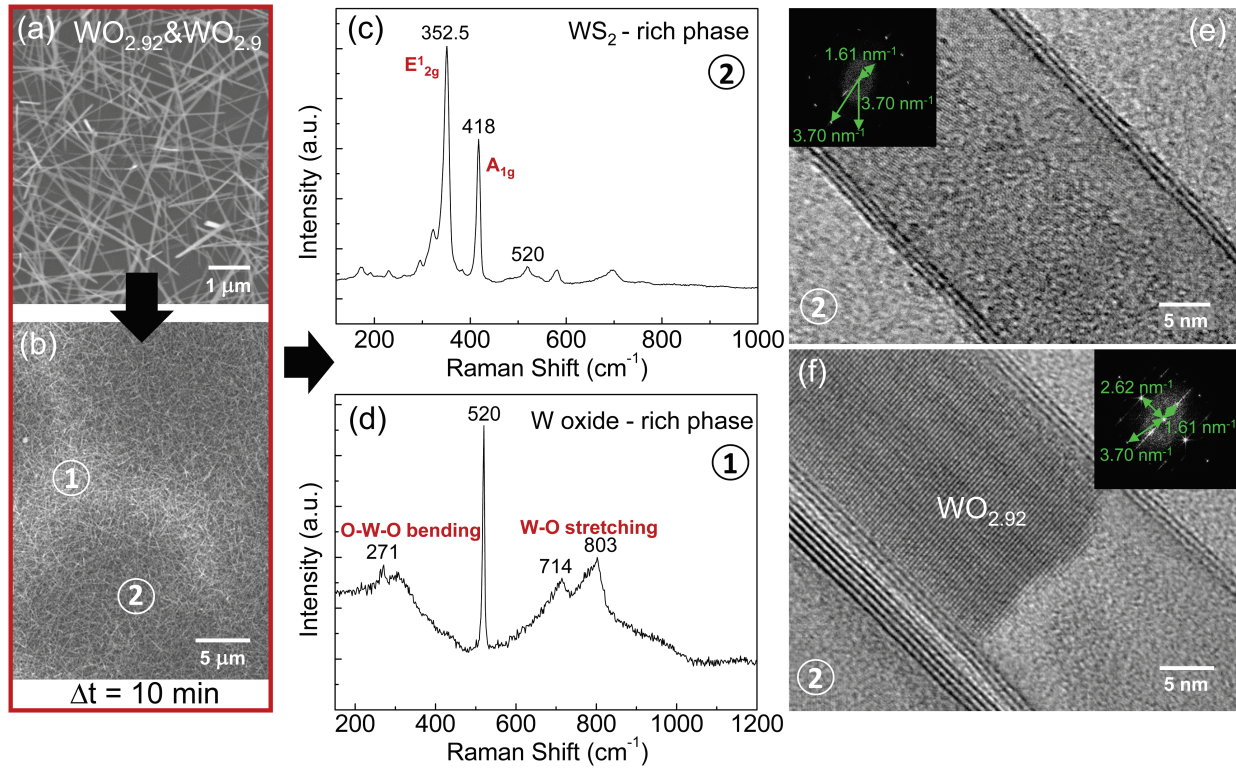 (a) WO2.92&WO2.9
1 μm
(b)
1
2
5 μm
Δt = 10 min
(c) 352.5 WS2 - rich phase
2
E12g
418
A1g
520
Intensity (a.u.)
200 400 600 800 1000
Raman Shift (cm-1)
(d) 520 W oxide - rich phase
1
O-W-O bending W-O stretching
271 714 803
Intensity (a.u.)
200 400 600 800 1000 1200
Raman Shift (cm-1)
(e)
1.61 nm-1
3.70 nm-1
3.70 nm-1
2
5 nm
(f)
2.62 nm-1
1.61 nm-1
3.70 nm-1
WO2.92
2
5 nm